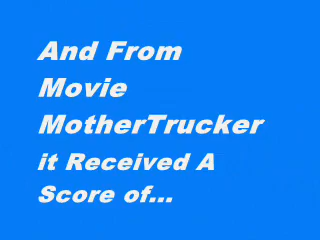 And From
Movie
MotherTrucker
it Received A
Score of...